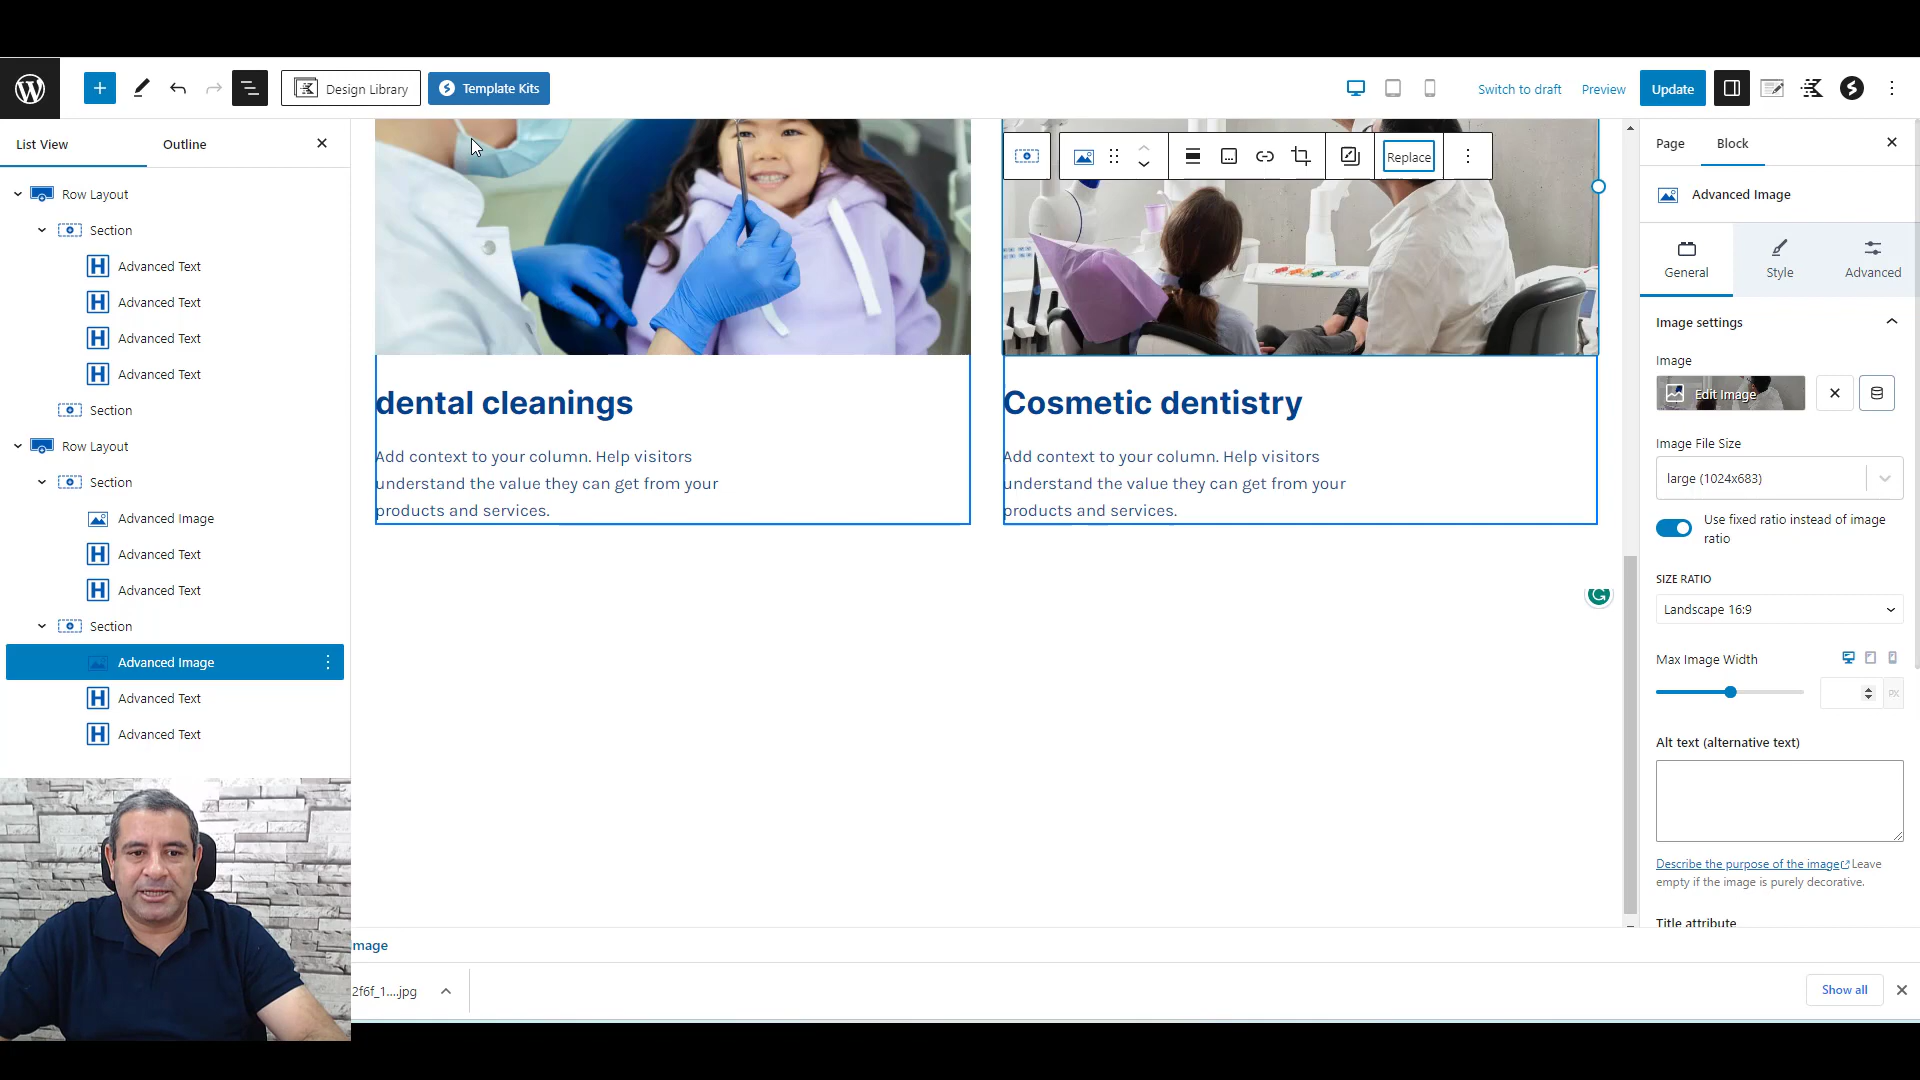 Design Library
Template Kits
Switch to draft
Preview
Update
List View
Outline
Row Layout
Section
Advanced Text
Advanced Text
Advanced Text
Advanced Text
Section
Row Layout
Section
Advanced Image
Advanced Text
Advanced Text
Section
Advanced Image
Advanced Text
Advanced Text
Replace
dental cleanings
Add context to your column. Help visitors
understand the value they can get from your
products and services.
Cosmetic dentistry
Add context to your column. Help visitors
understand the value they can get from your
products and services.
Page
Block
Advanced Image
General
Style
Advanced
Image settings
Image
Edit Image
Image File Size
large (1024x683)
Use fixed ratio instead of image
ratio
SIZE RATIO
Landscape 16:9
Max Image Width
PX
Alt text (alternative text)
Describe the purpose of the image Leave
empty if the image is purely decorative.
Title attribute
mage
2f6f_1....jpg
Show all